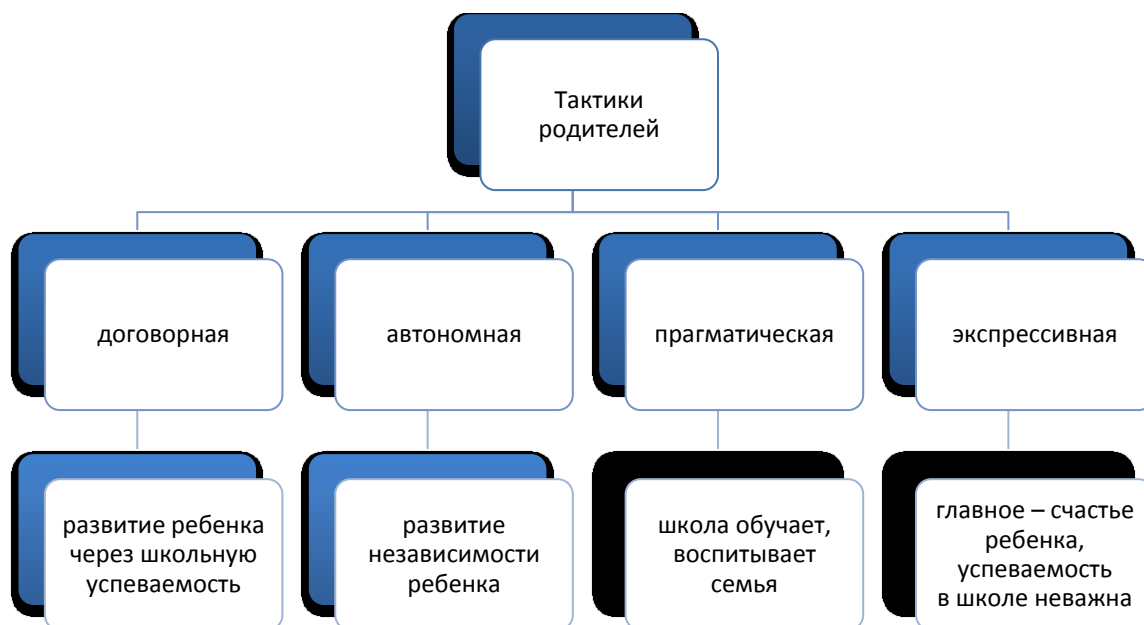 Тактики
родителей
договорная
автономная
прагматическая
экспрессивная
развитие ребенка
через школьную
успеваемость
развитие
независимости
ребенка
школа обучает,
воспитывает
семья
главное – счастье
ребенка,
успеваемость
в школе неважна